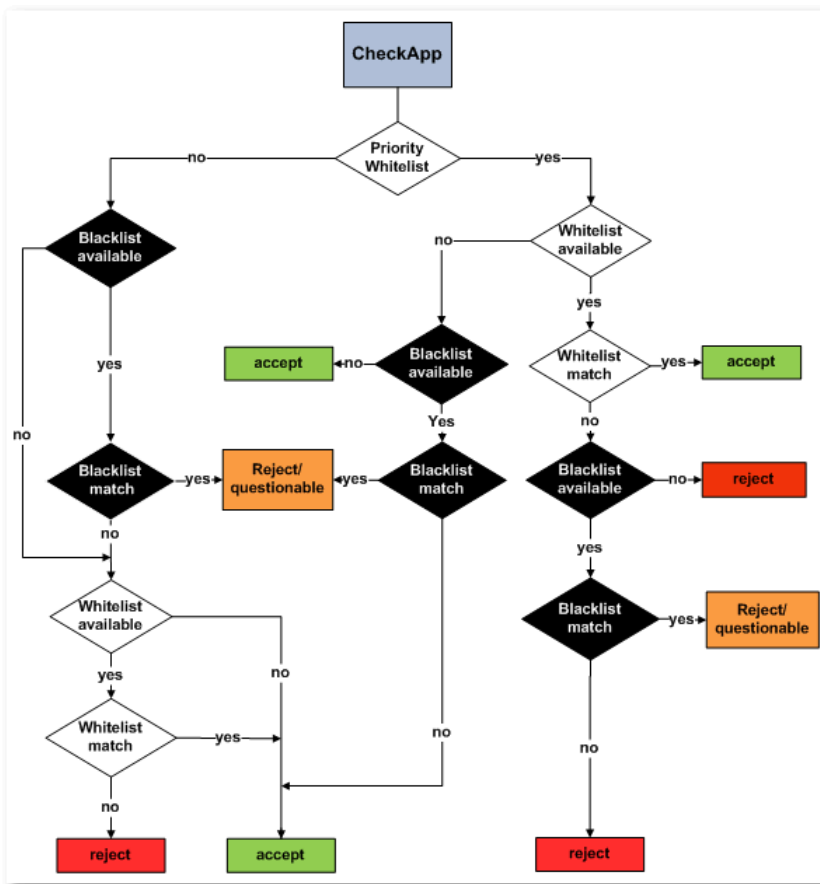 CheckApp
Priority
Whitelist
no
yes
Blacklist
available
Whitelist
available
no
yes
yes
accept
no
Blacklist
available
Whitelist
match
yes
accept
no
Yes
no
Blacklist
match
yes
Reject/
questionable
yes
Blacklist
match
Blacklist
available
no
reject
no
yes
Whitelist
available
Blacklist
match
yes
Reject/
questionable
yes
no
Whitelist
match
yes
no
no
no
reject
accept
reject